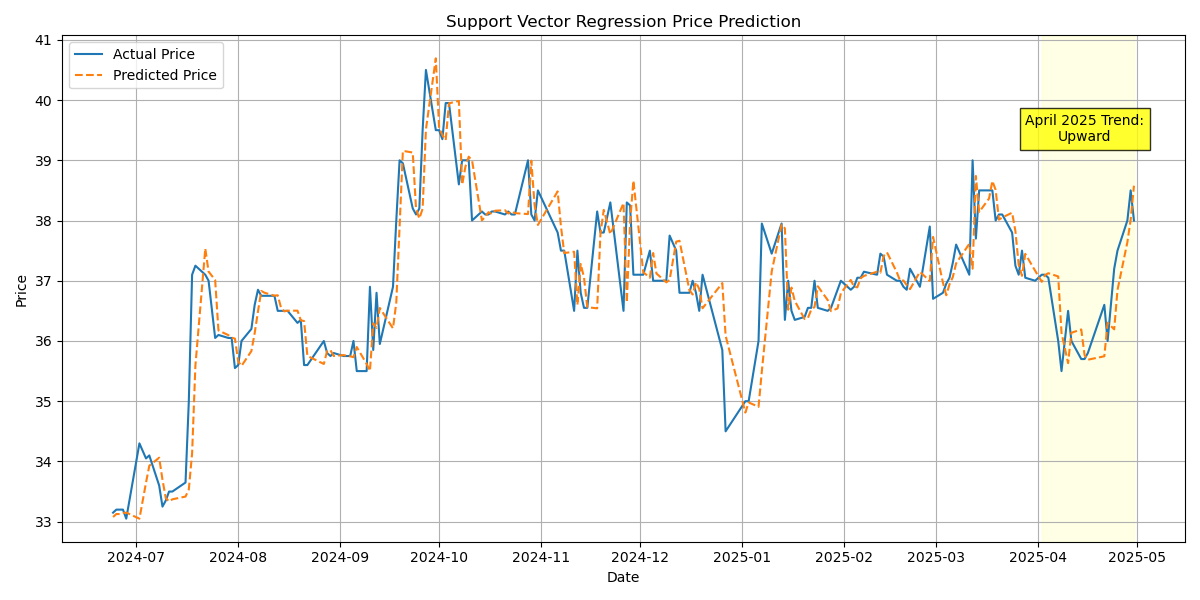 Support Vector Regression Price Prediction
Actual Price
Predicted Price
April 2025 Trend:
Upward
41
40
39
38
37
36
35
34
33
Price
2024-07 2024-08 2024-09 2024-10 2024-11 2024-12 2025-01 2025-02 2025-03 2025-04 2025-05
Date